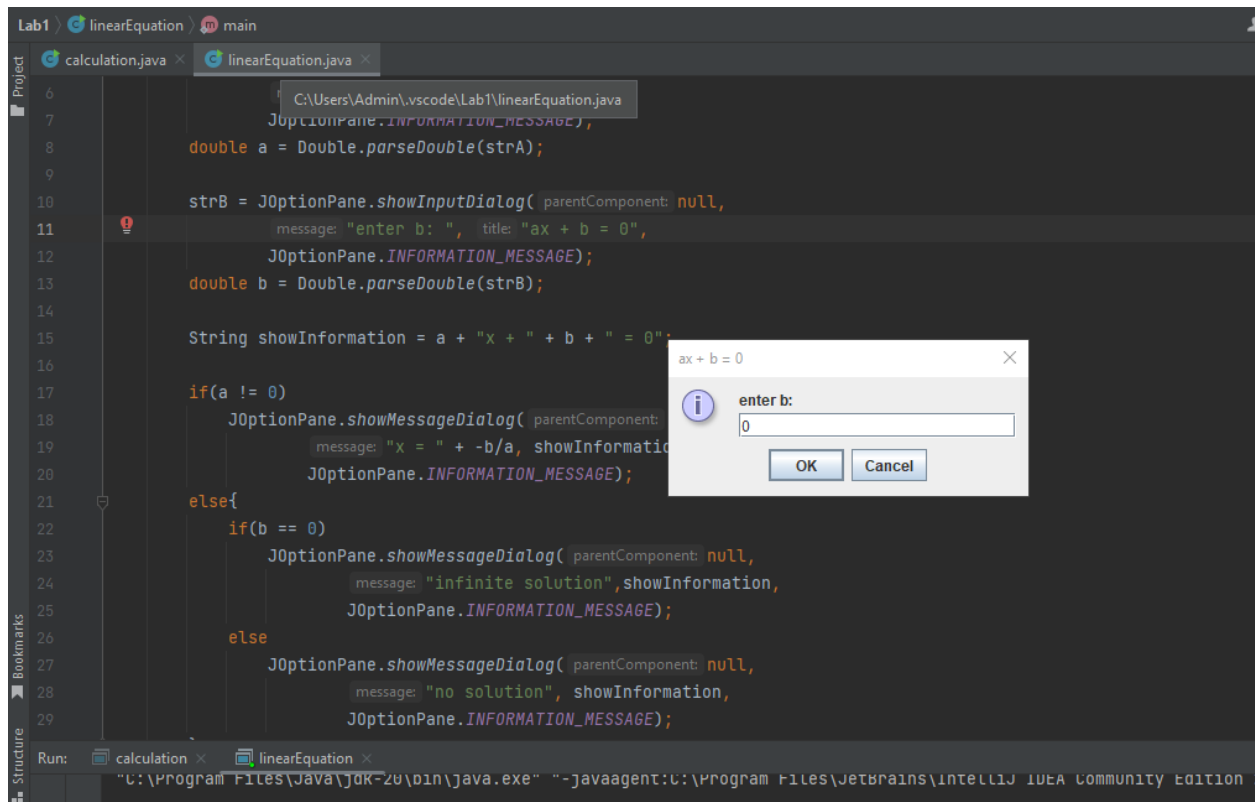 Lab1 〉 linearEquation 〉 main
calculation.java × linearEquation.java ×
Project
C:\Users\Admin\.vscode\Lab1\linearEquation.java
6
7 JOptionPane.INFORMATION_MESSAGE);
8 double a = Double.parseDouble(strA);
9
10 strB = JOptionPane.showInputDialog( parentComponent: null,
11 message: "enter b: ", title: "ax + b = 0",
12 JOptionPane.INFORMATION_MESSAGE);
13 double b = Double.parseDouble(strB);
14
15 String showInformation = a + "x + " + b + " = 0";
16
17 if(a != 0)
18 JOptionPane.showMessageDialog( parentComponent:
19 message: "x = " + -b/a,
20 JOptionPane.INFORMATION_MESSAGE);
21 else{
22 if(b == 0)
23 JOptionPane.showMessageDialog( parentComponent: null,
24 message: "infinite solution",showInformation,
25 JOptionPane.INFORMATION_MESSAGE);
26 else
27 JOptionPane.showMessageDialog( parentComponent: null,
28 message: "no solution", showInformation,
29 JOptionPane.INFORMATION_MESSAGE);
ax + b = 0
enter b:
0
OK Cancel
Bookmarks
Structure
Run: calculation × linearEquation ×
"C:\Program Files\Java\jdk-20\bin\java.exe" "-javaagent:C:\Program Files\JetBrains\IntelliJ IDEA Community Edition